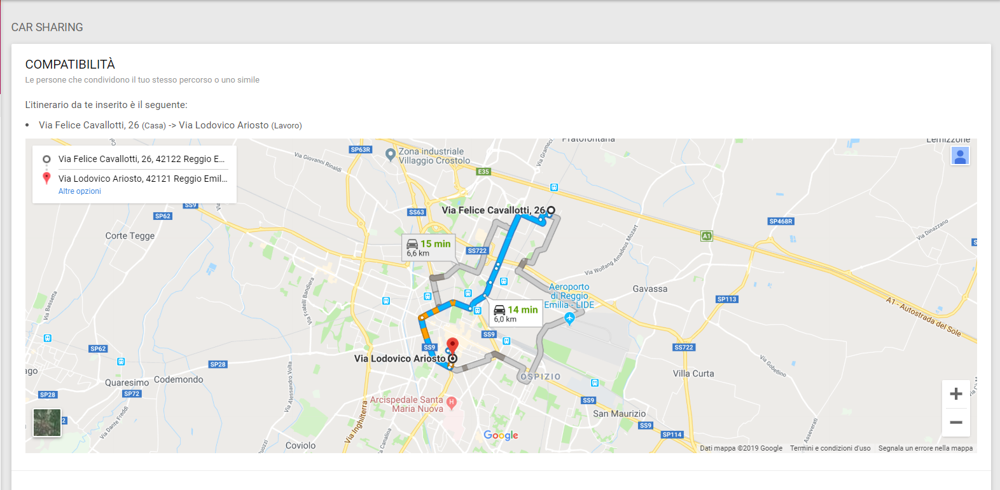 CAR SHARING
COMPATIBILITÀ
Le persone che condividono il tuo stesso percorso o uno simile
L'itinerario da te inserito è il seguente:
• Via Felice Cavallotti, 26 (Casa) -> Via Lodovico Ariosto (Lavoro)
Via Felice Cavallotti, 26, 42122 Reggio E...
Via Lodovico Ariosto, 42121 Reggio Emil...
Altre opzioni
Pratofontana
Lemizzone
Via Giovanni Rinaldi
SP63R
Zona industriale
Villaggio Crostolo
Via Gramsci
E35
SS9
SP62
SS63
Via Felice Cavallotti, 26
SP468R
Via Dinazzano
Corte Tegge
15 min
6,6 km
SS722
A1
Via Wolfang Amadeus Mozart
Via Fratelli Bandiera
Via Bassetta
Aeroporto
di Reggio
Emilia - LIDE
Gavassa
SP113
A1 - Autostrada del Sole
14 min
6,0 km
SS9
SP62
SS9
SS722
Via Lodovico Ariosto
SP28
Via Gobellino
Villa Curta
Quaresimo
Codemondo
Via Alessandro Volta
OSPIZIO
SP28
SP72
Arcispedale Santa
Maria Nuova
H
SS9
San Maurizio
Via Dante Freddi
Via Inghilterra
SS9
SP114
Via Asseverati
Coviolo
Google
Dati mappa ©2019 Google
Termini e condizioni d'uso
Segnala un errore nella mappa